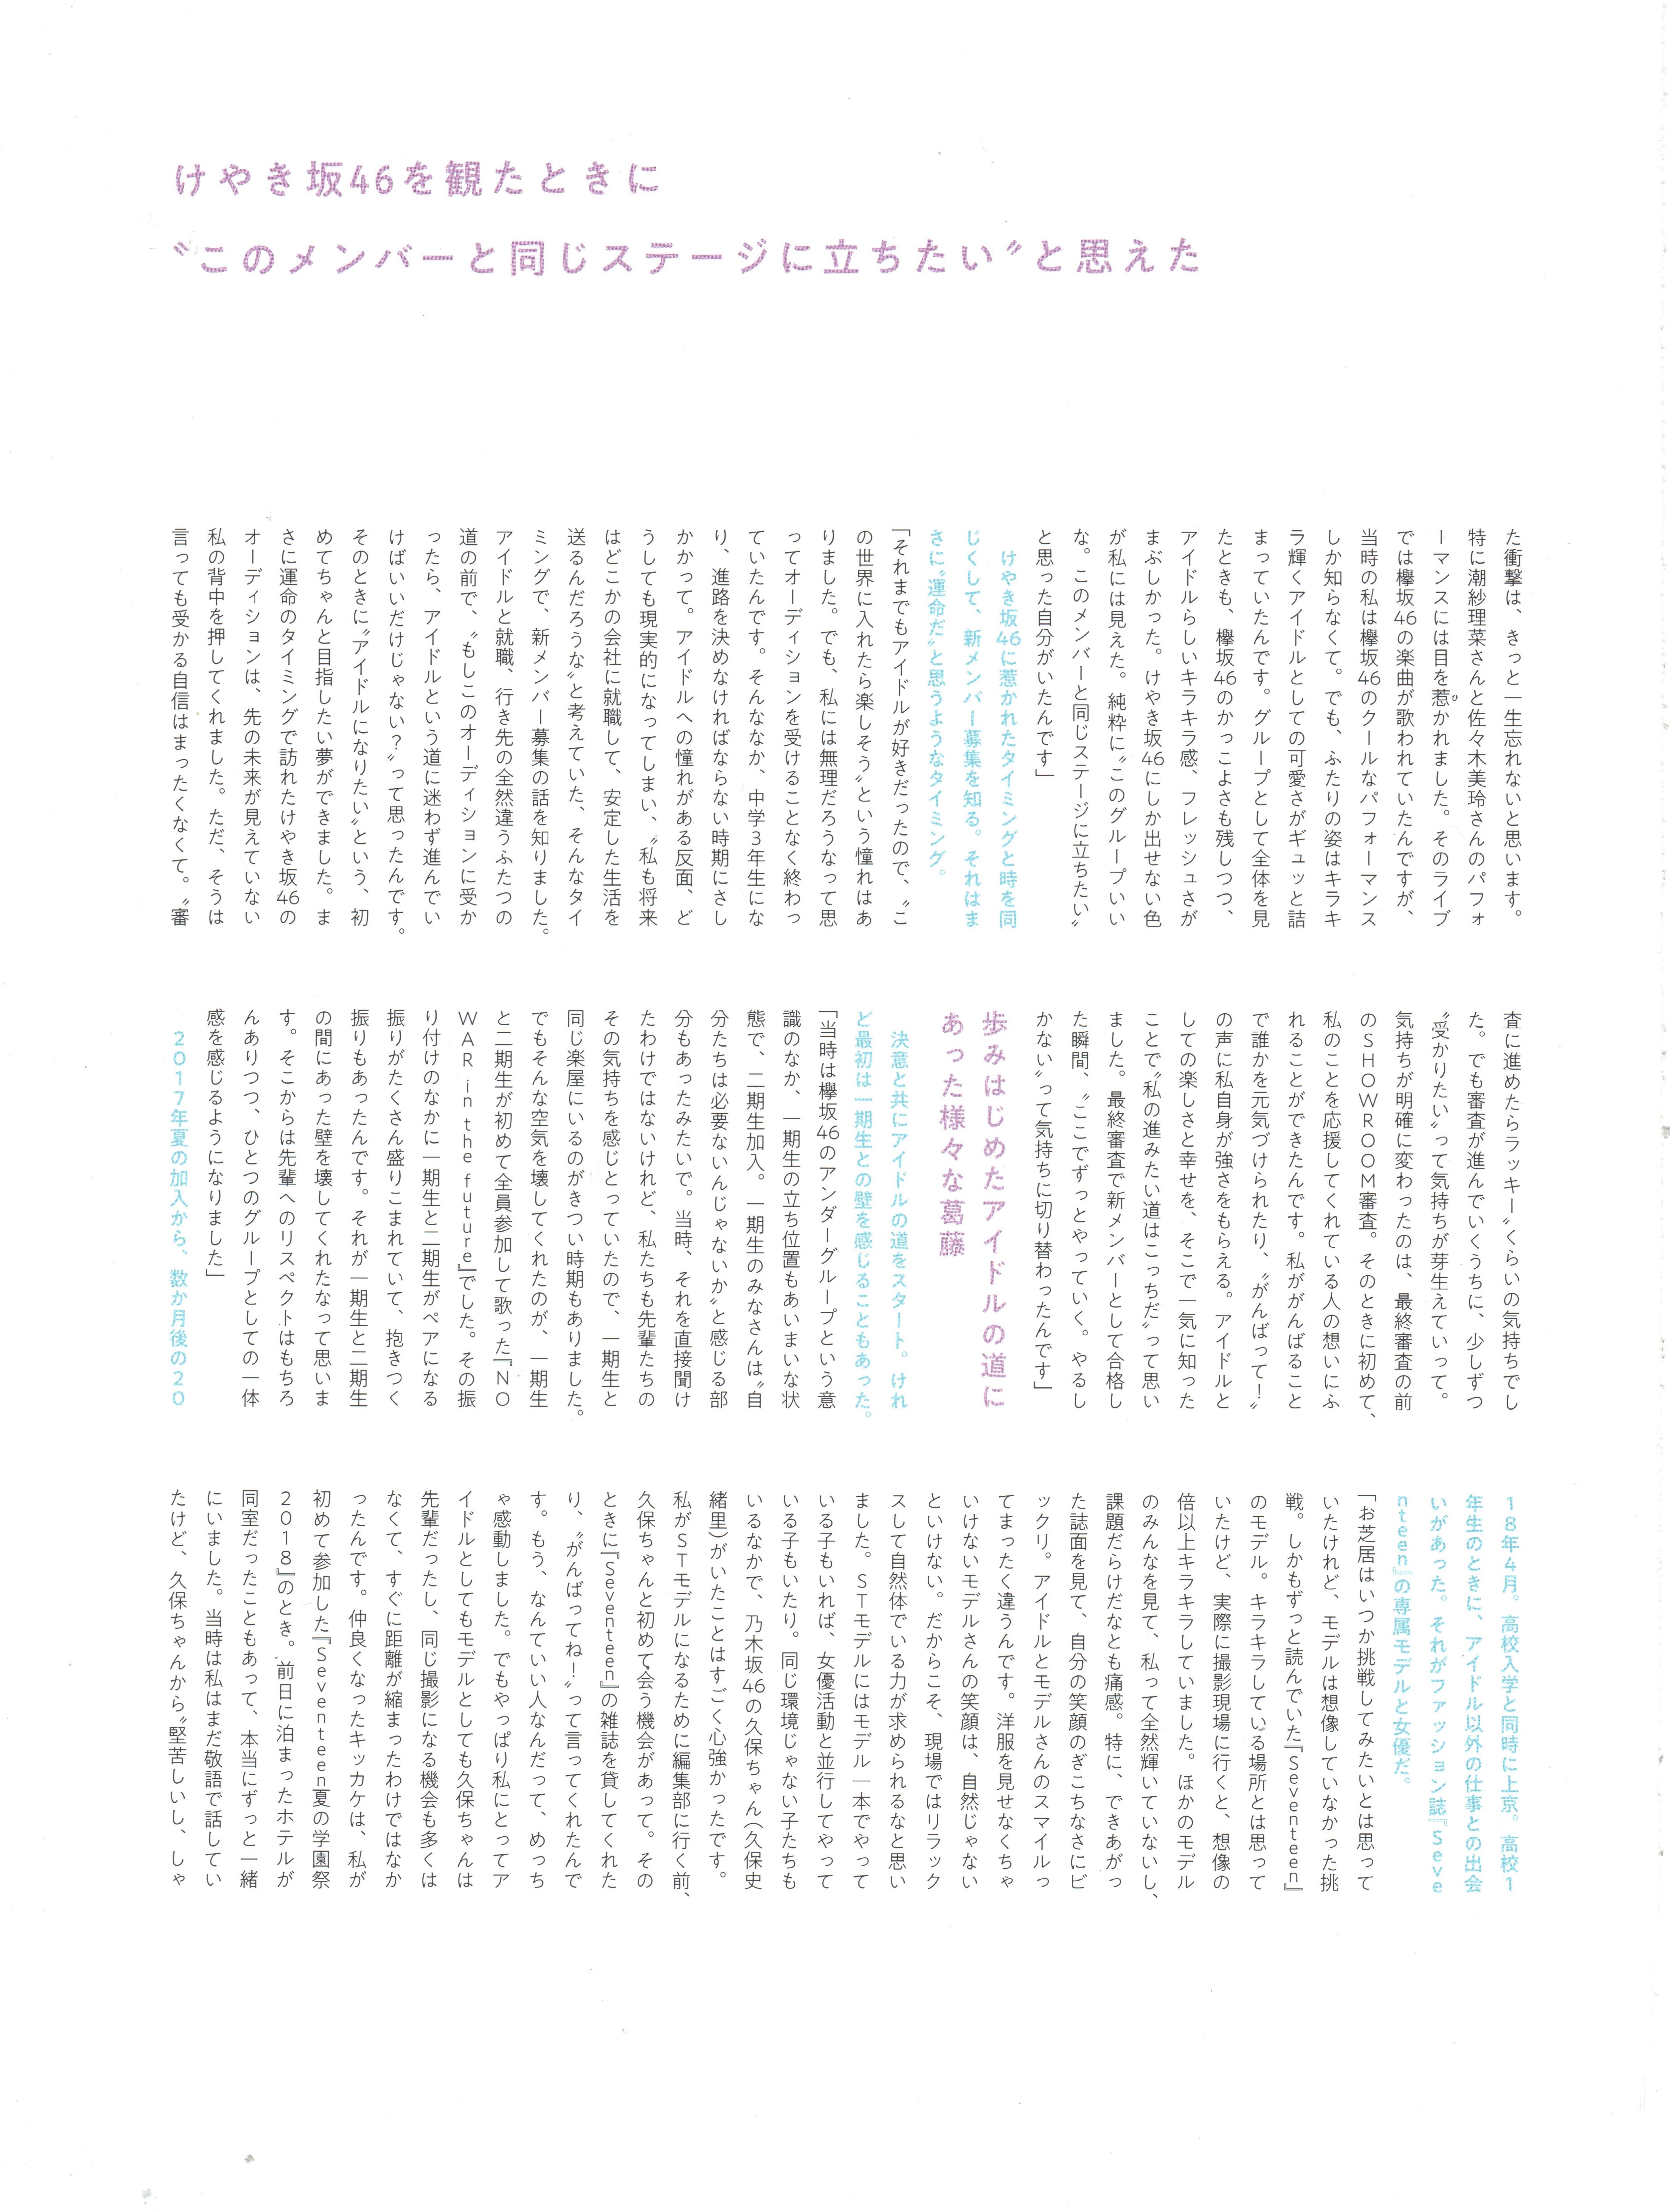 けやき坂46を観たときに
〝このメンバーと同じステージに立ちたい〟と思えた
た衝撃は、きっと一生忘れないと思います。
特に潮紗理菜さんと佐々木美玲さんのパフォ
ーマンスには目を惹かれました。そのライブ
では欅坂46の楽曲が歌われていたんですが、
当時の私は欅坂46のクールなパフォーマンス
しか知らなくて。でも、ふたりの姿はキラキ
ラ輝くアイドルとしての可愛さがギュッと詰
まっていたんです。グループとして全体を見
たときも、欅坂46のかっこよさも残しつつ、
アイドルらしいキラキラ感、フレッシュさが
まぶしかった。けやき坂46にしか出せない色
が私には見えた。純粋に〝このグループいい
な。このメンバーと同じステージに立ちたい〟
と思った自分がいたんです」
けやき坂46に惹かれたタイミングと時を同
じくして、新メンバー募集を知る。それはま
さに〝運命だ〟と思うようなタイミング。
「それまでもアイドルが好きだったので、〝こ
の世界に入れたら楽しそう〟という憧れはあ
りました。でも、私には無理だろうなって思
ってオーディションを受けることなく終わっ
ていたんです。そんななか、中学3年生にな
り、進路を決めなければならない時期にさし
かかって。アイドルへの憧れがある反面、ど
うしても現実的になってしまい、〝私も将来
はどこかの会社に就職して、安定した生活を
送るんだろうな〟と考えていた、そんなタイ
ミングで、新メンバー募集の話を知りました。
アイドルと就職、行き先の全然違うふたつの
道の前で、〝もしこのオーディションに受か
ったら、アイドルという道に迷わず進んでい
けばいいだけじゃない？〟って思ったんです。
そのときに〝アイドルになりたい〟という、初
めてちゃんと目指したい夢ができました。ま
さに運命のタイミングで訪れたけやき坂46の
オーディションは、先の未来が見えていない
私の背中を押してくれました。ただ、そうは
言っても受かる自信はまったくなくて。〝審
査に進めたらラッキー〟くらいの気持ちでし
た。でも審査が進んでいくうちに、少しずつ
〝受かりたい〟って気持ちが芽生えていって。
気持ちが明確に変わったのは、最終審査の前
のSHOWROOM審査。そのときに初めて、
私のことを応援してくれている人の想いにふ
れることができたんです。私ががんばること
で誰かを元気づけられたり、〝がんばって！〟
の声に私自身が強さをもらえる。アイドルと
しての楽しさと幸せを、そこで一気に知った
ことで〝私の進みたい道はこっちだ〟って思い
ました。最終審査で新メンバーとして合格し
た瞬間、〝ここでずっとやっていく。やるし
かない〟って気持ちに切り替わったんです」
歩みはじめたアイドルの道に
あった様々な葛藤
決意と共にアイドルの道をスタート。けれ
ど最初は一期生との壁を感じることもあった。
「当時は欅坂46のアンダーグループという意
識のなか、一期生の立ち位置もあいまいな状
態で、二期生加入。一期生のみなさんは〝自
分たちは必要ないんじゃないか〟と感じる部
分もあったみたいで。当時、それを直接聞け
たわけではないけれど、私たちも先輩たちの
その気持ちを感じとっていたので、一期生と
同じ楽屋にいるのがきつい時期もありました。
でもそんな空気を壊してくれたのが、一期生
と二期生が初めて全員参加して歌った『NO
WAR in the future』でした。その振
り付けのなかに一期生と二期生がペアになる
振りがたくさん盛りこまれていて、抱きつく
振りもあったんです。それが一期生と二期生
の間にあった壁を壊してくれたなって思いま
す。そこからは先輩へのリスペクトはもちろ
んありつつ、ひとつのグループとしての一体
感を感じるようになりました」
2017年夏の加入から、数か月後の20
18年4月。高校入学と同時に上京。高校1
年生のときに、アイドル以外の仕事との出会
いがあった。それがファッション誌『Seve
nteen』の専属モデルと女優だ。
「お芝居はいつか挑戦してみたいとは思って
いたけれど、モデルは想像していなかった挑
戦。しかもずっと読んでいた『Seventeen』
のモデル。キラキラしている場所とは思って
いたけど、実際に撮影現場に行くと、想像の
倍以上キラキラしていました。ほかのモデル
のみんなを見て、私って全然輝いていないし、
課題だらけだなとも痛感。特に、できあがっ
た誌面を見て、自分の笑顔のぎこちなさにビ
ックリ。アイドルとモデルさんのスマイルっ
てまったく違うんです。洋服を見せなくちゃ
いけないモデルさんの笑顔は、自然じゃない
といけない。だからこそ、現場ではリラック
スして自然体でいる力が求められるなと思い
ました。STモデルにはモデル一本でやって
いる子もいれば、女優活動と並行してやって
いる子もいたり。同じ環境じゃない子たちも
いるなかで、乃木坂46の久保ちゃん(久保史
緒里)がいたことはすごく心強かったです。
私がSTモデルになるために編集部に行く前、
久保ちゃんと初めて会う機会があって。その
ときに『Seventeen』の雑誌を貸してくれた
り、〝がんばってね！〟って言ってくれたんで
す。もう、なんていい人なんだって、めっち
ゃ感動しました。でもやっぱり私にとってア
イドルとしてもモデルとしても久保ちゃんは
先輩だったし、同じ撮影になる機会も多くは
なくて、すぐに距離が縮まったわけではなか
ったんです。仲良くなったキッカケは、私が
初めて参加した『Seventeen夏の学園祭
2018』のとき。前日に泊まったホテルが
同室だったこともあって、本当にずっと一緒
にいました。当時は私はまだ敬語で話してい
たけど、久保ちゃんから〝堅苦しいし、しゃ